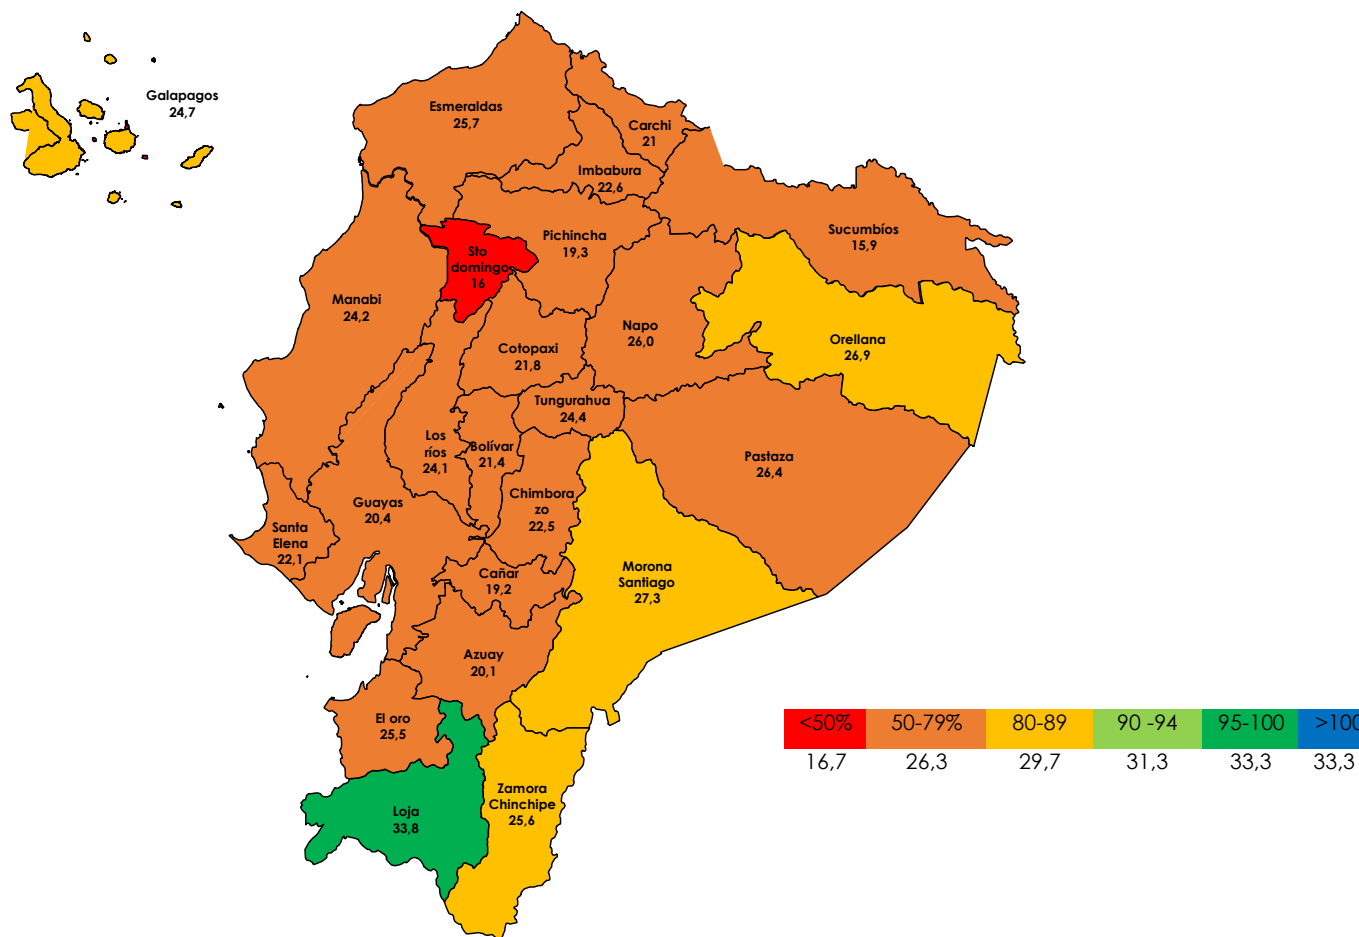 Galapagos
24,7
Esmeraldas
25,7
Carchi
21
Imbabura
22,6
Pichincha
19,3
Sucumbíos
15,9
Sto
domingo
16
Manabi
24,2
Napo
26,0
Orellana
26,9
Cotopaxi
21,8
Tungurahua
24,4
Los
ríos
24,1
Bolívar
21,4
Pastaza
26,4
Chimbora
zo
22,5
Guayas
20,4
Santa
Elena
22,1
Cañar
19,2
Morona
Santiago
27,3
Azuay
20,1
El oro
25,5
Zamora
Chinchipe
25,6
Loja
33,8
<50% 50-79% 80-89 90 -94 95-100 >100
16,7 26,3 29,7 31,3 33,3 33,3